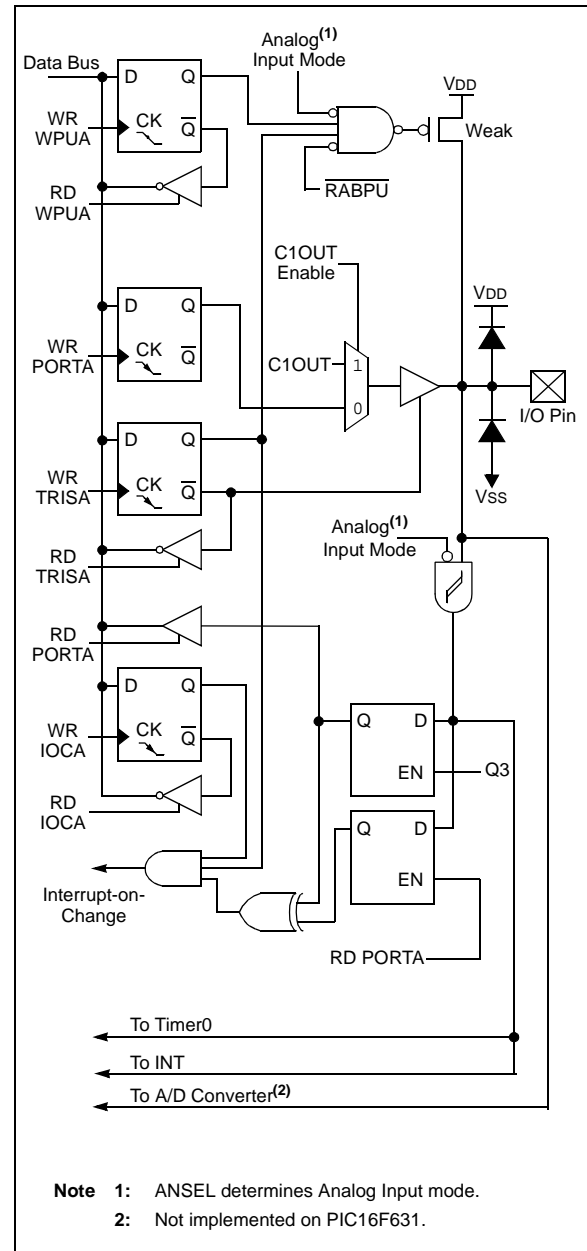 Analog(1)
Input Mode
Data Bus
D Q
VDD
WR
WPUA
CK
Q
Weak
RD
WPUA
RABPU
C1OUT
Enable
D Q
VDD
WR
PORTA
CK
Q
C1OUT
1
0
I/O Pin
D Q
WR
TRISA
CK
Q
VSS
Analog(1)
Input Mode
RD
TRISA
RD
PORTA
D Q
Q D
WR
IOCA
CK
Q
EN
Q3
RD
IOCA
Q D
EN
Interrupt-on-
Change
RD PORTA
To Timer0
To INT
To A/D Converter(2)
Note 1: ANSEL determines Analog Input mode.
2: Not implemented on PIC16F631.